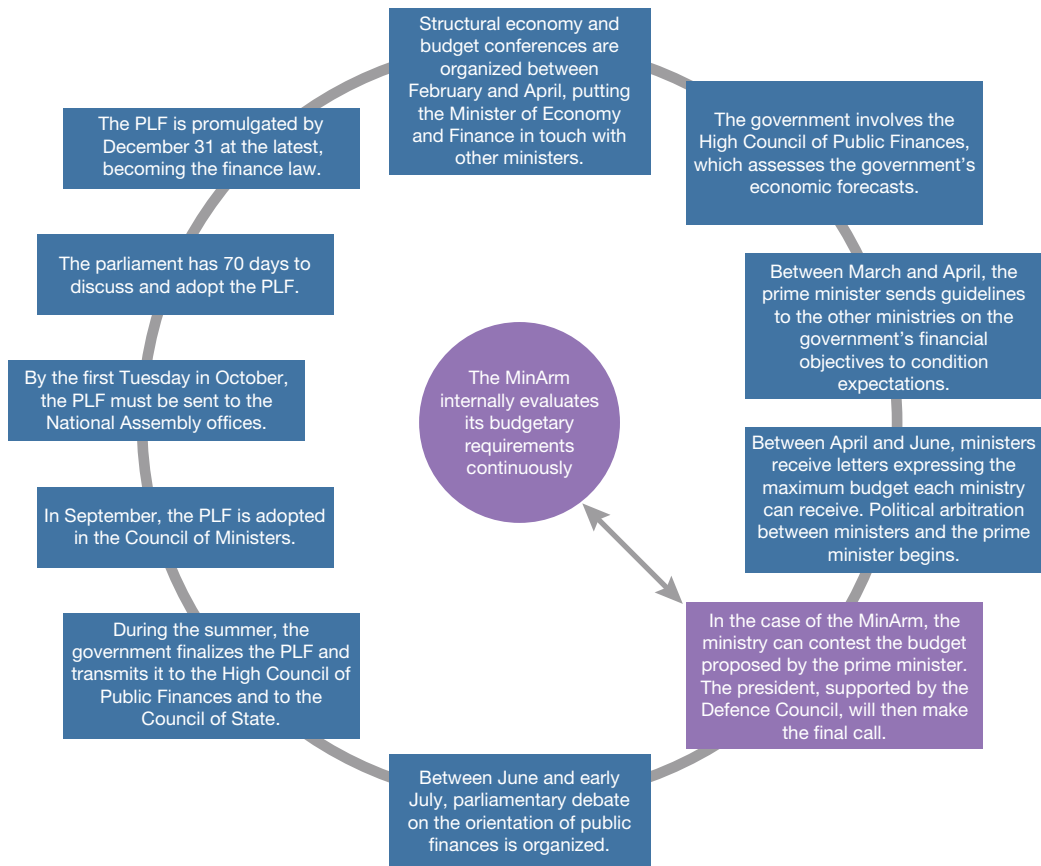 Structural economy and
budget conferences are
organized between
February and April, putting
the Minister of Economy
and Finance in touch with
other ministers.
The government involves the
High Council of Public Finances,
which assesses the government’s
economic forecasts.
Between March and April, the
prime minister sends guidelines
to the other ministries on the
government’s financial
objectives to condition
expectations.
Between April and June, ministers
receive letters expressing the
maximum budget each ministry
can receive. Political arbitration
between ministers and the prime
minister begins.
In the case of the MinArm, the
ministry can contest the budget
proposed by the prime minister.
The president, supported by the
Defence Council, will then make
the final call.
Between June and early
July, parliamentary debate
on the orientation of public
finances is organized.
During the summer, the
government finalizes the PLF and
transmits it to the High Council of
Public Finances and to the
Council of State.
In September, the PLF is adopted
in the Council of Ministers.
By the first Tuesday in October,
the PLF must be sent to the
National Assembly offices.
The parliament has 70 days to
discuss and adopt the PLF.
The PLF is promulgated by
December 31 at the latest,
becoming the finance law.
The MinArm
internally evaluates
its budgetary
requirements
continuously